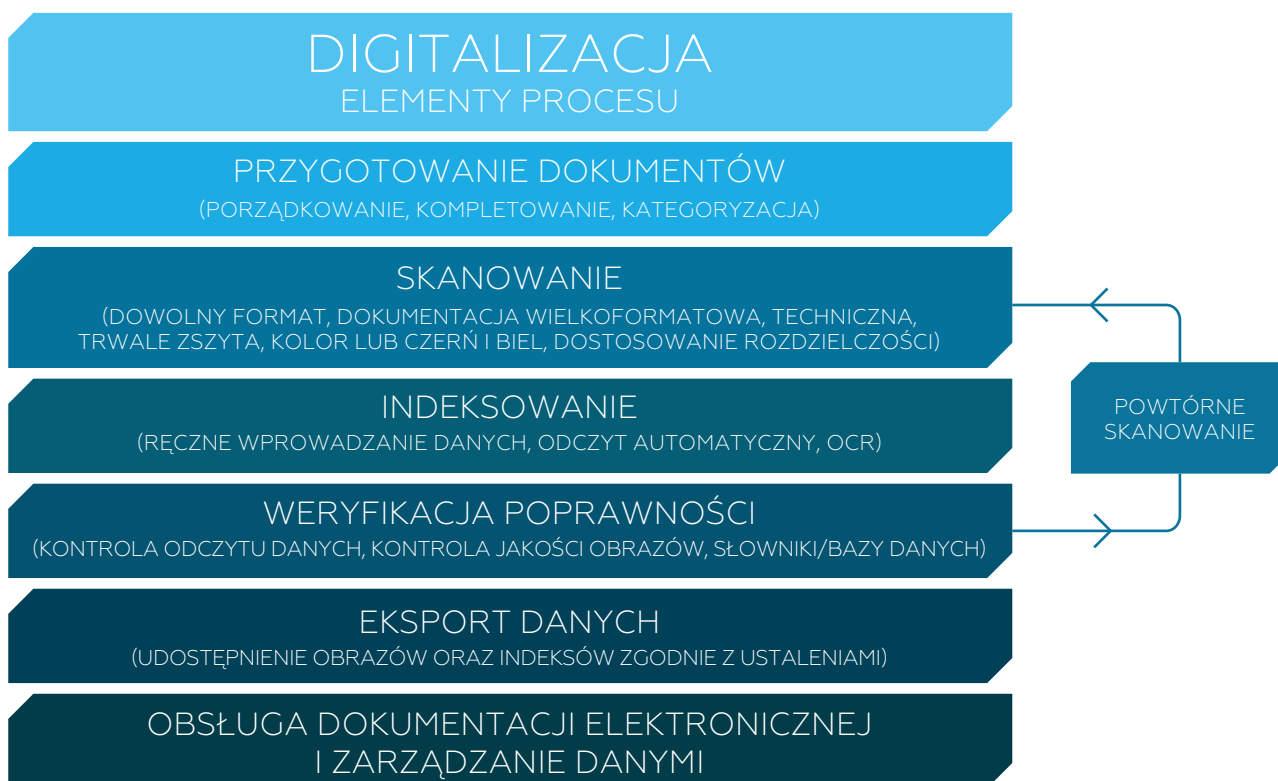 DIGITALIZACJA
ELEMENTY PROCESU
PRZYGOTOWANIE DOKUMENTÓW
(PORZĄDKOWANIE, KOMPLETOWANIE, KATEGORYZACJA)
SKANOWANIE
(DOWOLNY FORMAT, DOKUMENTACJA WIELKOFORMATOWA, TECHNICZNA,
TRWALE ZSZYTA, KOLOR LUB CZERŃ I BIEL, DOSTOSOWANIE ROZDZIELCZOŚCI)
INDEKSOWANIE
(RĘCZNE WPROWADZANIE DANYCH, ODCZYT AUTOMATYCZNY, OCR)
POWTÓRNE
SKANOWANIE
WERYFIKACJA POPRAWNOŚCI
(KONTROLA ODCZYTU DANYCH, KONTROLA JAKOŚCI OBRAZÓW, SŁOWNIKI/BAZY DANYCH)
EKSPORT DANYCH
(UDOSTĘPNIENIE OBRAZÓW ORAZ INDEKSÓW ZGODNIE Z USTALENIAMI)
OBSŁUGA DOKUMENTACJI ELEKTRONICZNEJ
I ZARZĄDZANIE DANYMI